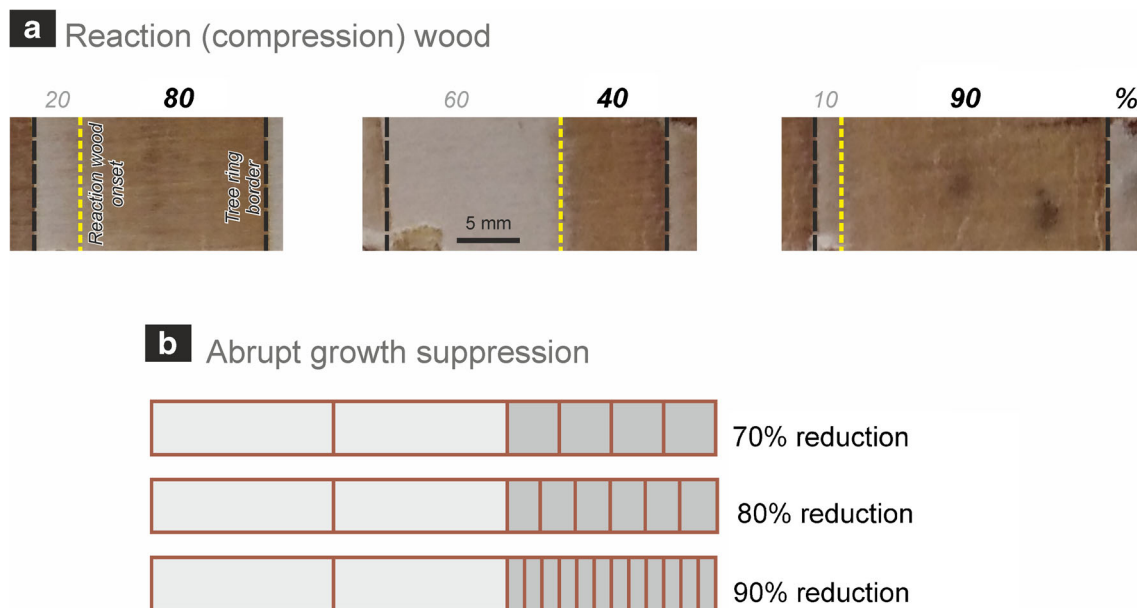 a Reaction (compression) wood
20 80 60 40 10 90 %
Reaction wood
onset
Tree ring
border
5 mm
b Abrupt growth suppression
70% reduction
80% reduction
90% reduction